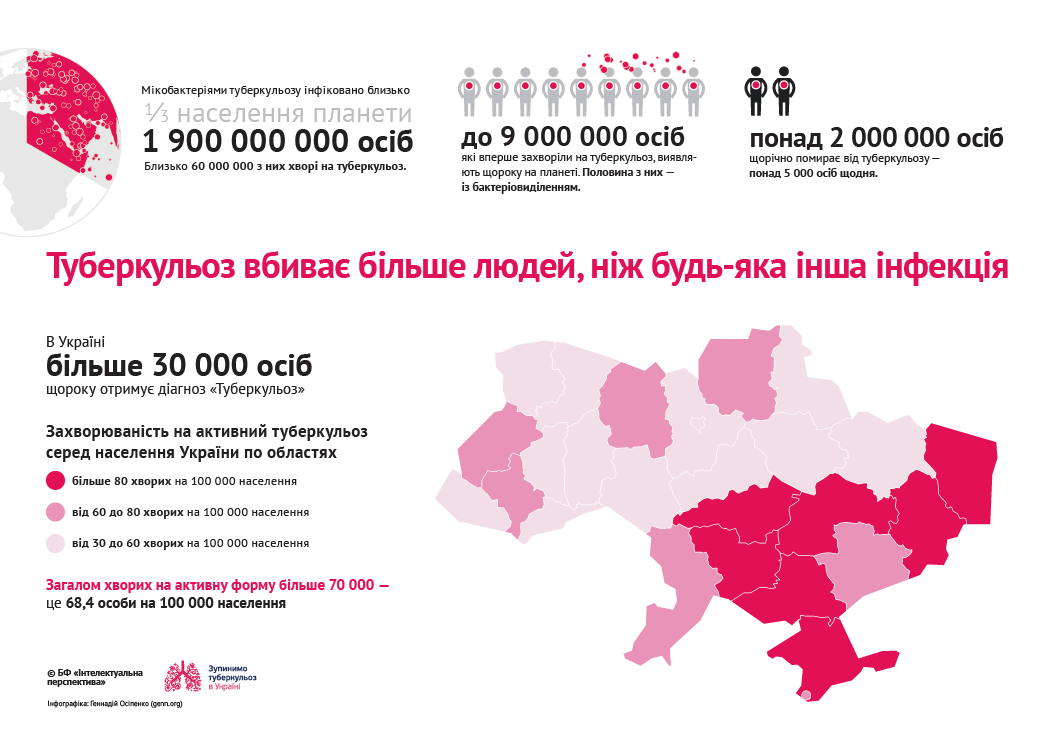 Мікобактеріями туберкульозу інфіковано близько
⅓ населення планети
1 900 000 000 осіб
Близько 60 000 000 з них хворі на туберкульоз.
до 9 000 000 осіб
які вперше захворіли на туберкульоз, виявля-
ють щороку на планеті. Половина з них —
із бактеріовиділенням.
понад 2 000 000 осіб
щорічно помирає від туберкульозу —
понад 5 000 осіб щодня.
Туберкульоз вбиває більше людей, ніж будь-яка інша інфекція
В Україні
більше 30 000 осіб
щороку отримує діагноз «Туберкульоз»
Захворюваність на активний туберкульоз
серед населення України по областях
більше 80 хворих на 100 000 населення
від 60 до 80 хворих на 100 000 населення
від 30 до 60 хворих на 100 000 населення
Загалом хворих на активну форму більше 70 000 —
це 68,4 особи на 100 000 населення
© БФ «Інтелектуальна
перспектива»
Зупинимо
туберкульоз
в Україні
Інфографіка: Геннадій Осіпенко (genn.org)